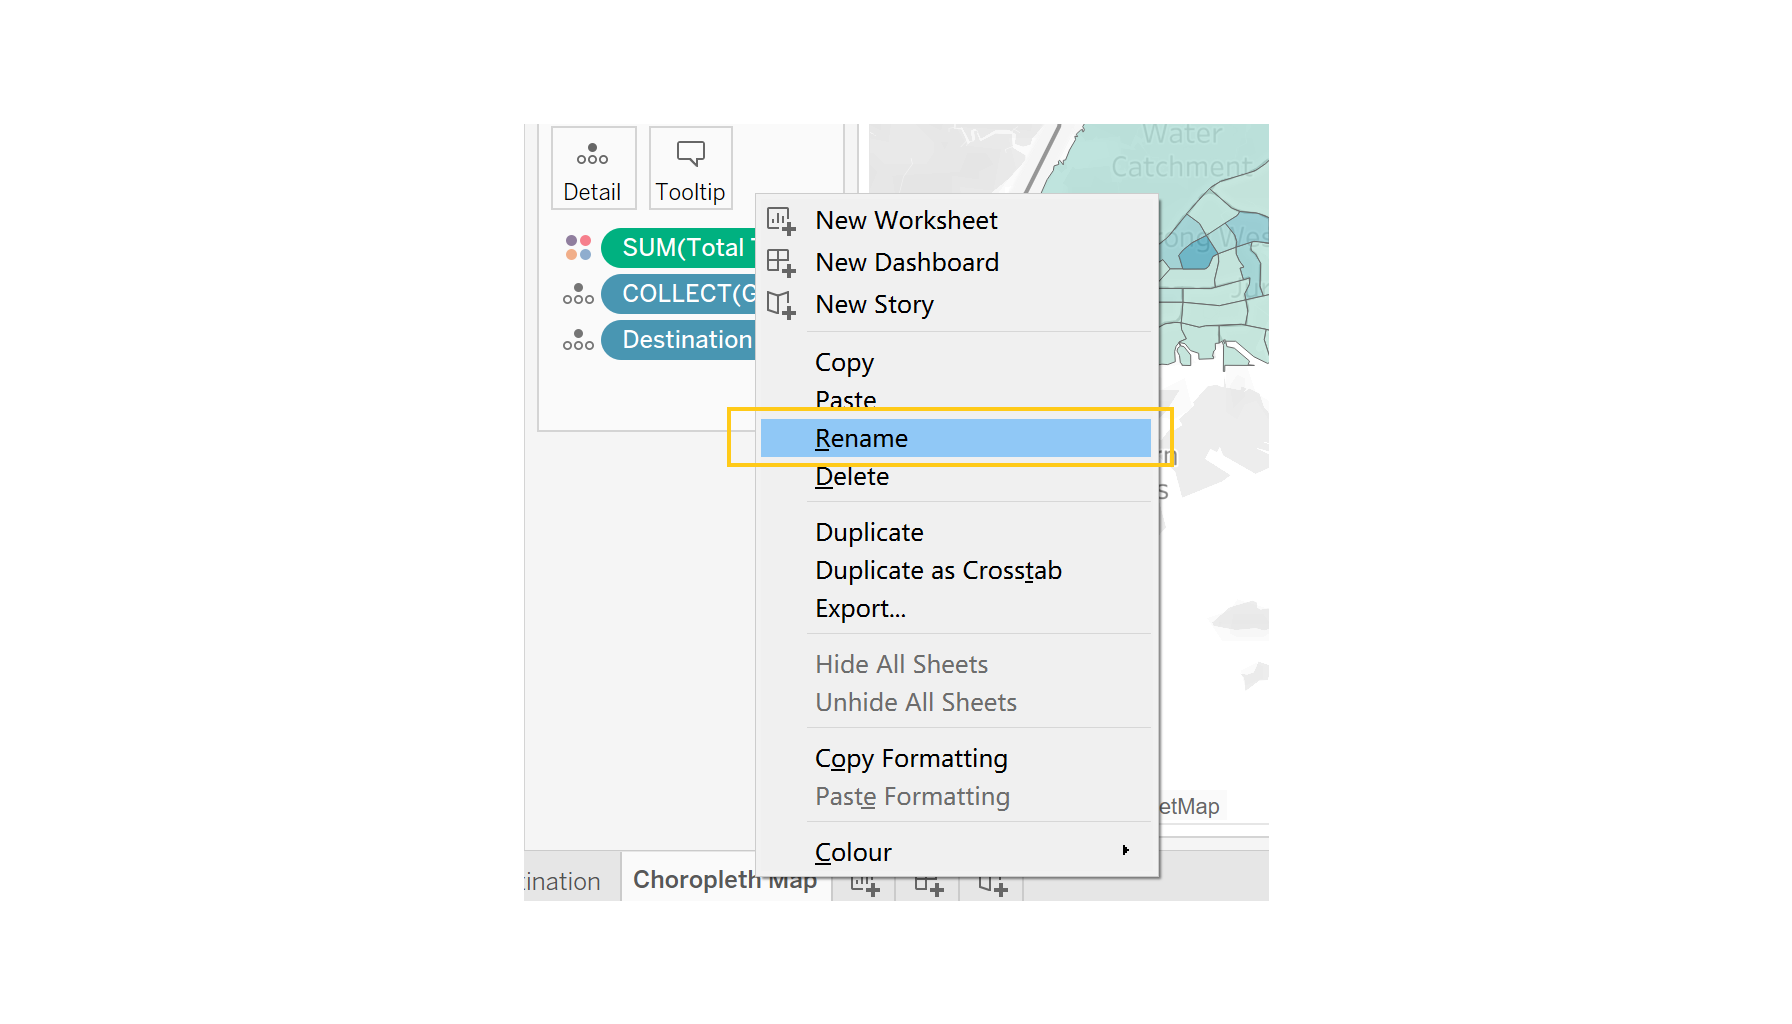 Detail
Tooltip
Water
Catchment
SUM(Total
COLLECT(G
Destination
New Worksheet
New Dashboard
New Story
Copy
Paste
Rename
Delete
Duplicate
Duplicate as Crosstab
Export...
Hide All Sheets
Unhide All Sheets
Copy Formatting
Paste Formatting
Colour
etMap
ination
Choropleth Map